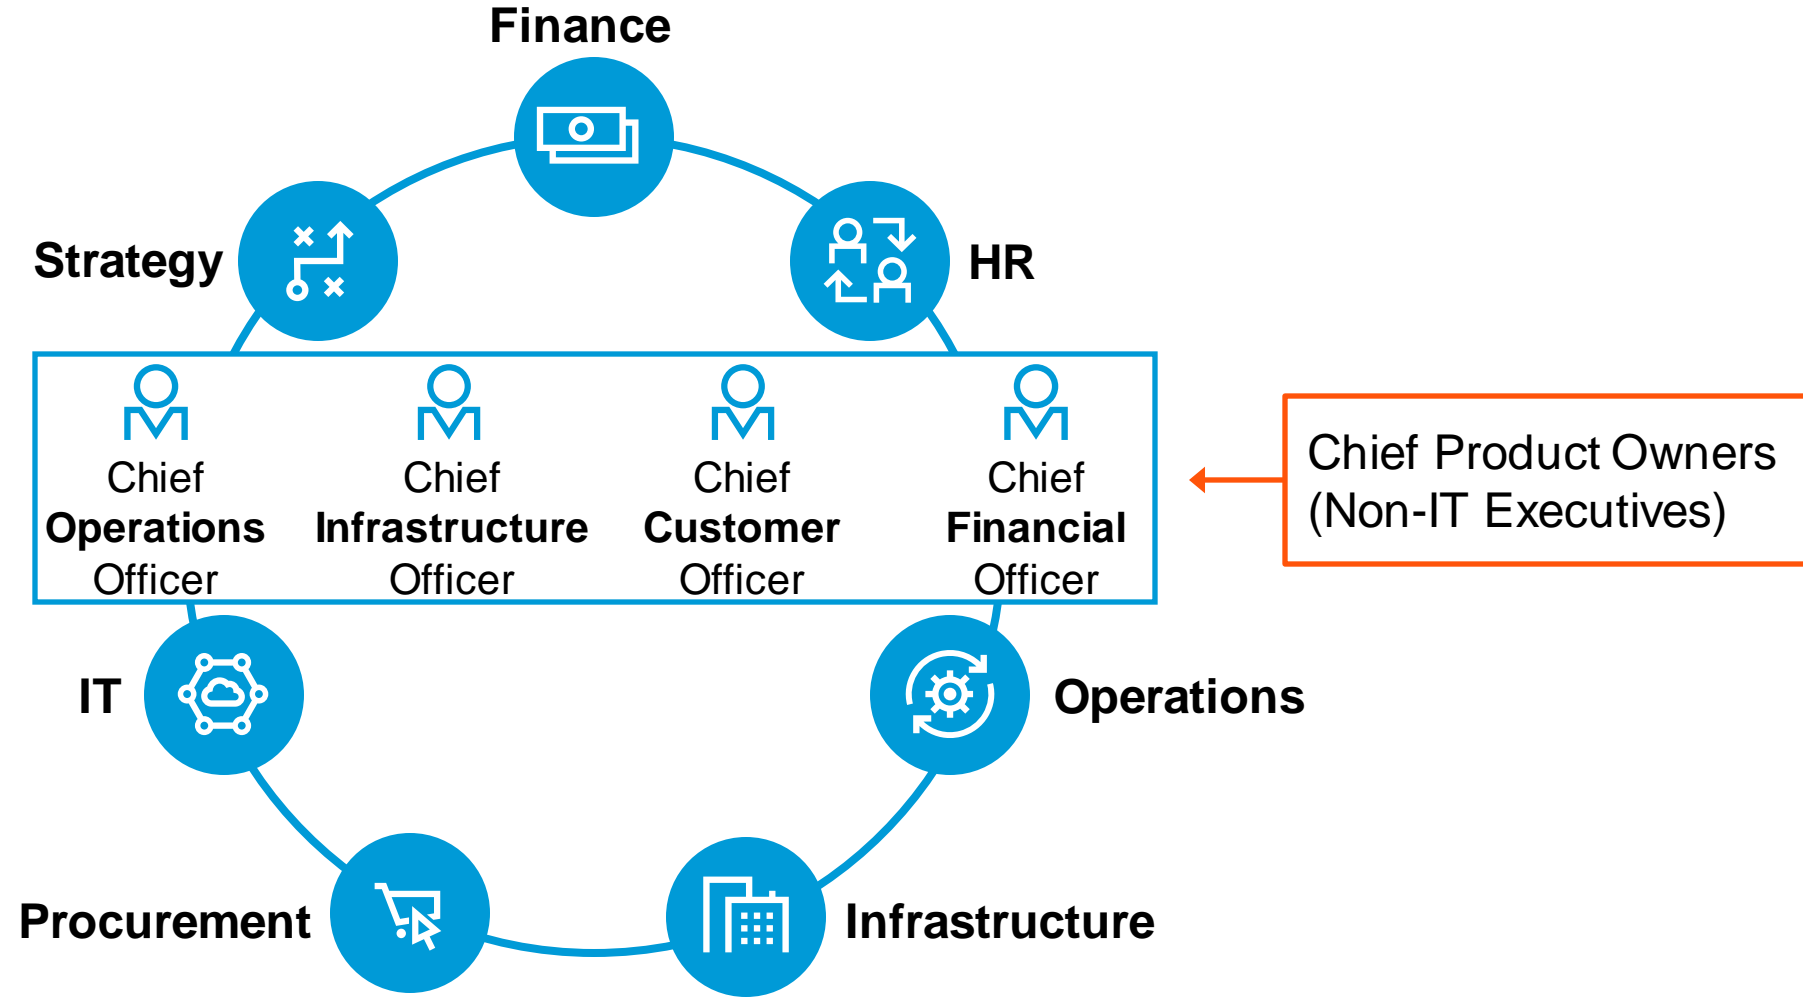 Finance
Strategy
HR
Chief
Operations
Officer
Chief
Infrastructure
Officer
Chief
Customer
Officer
Chief
Financial
Officer
Chief Product Owners
(Non-IT Executives)
IT
Operations
Procurement
Infrastructure